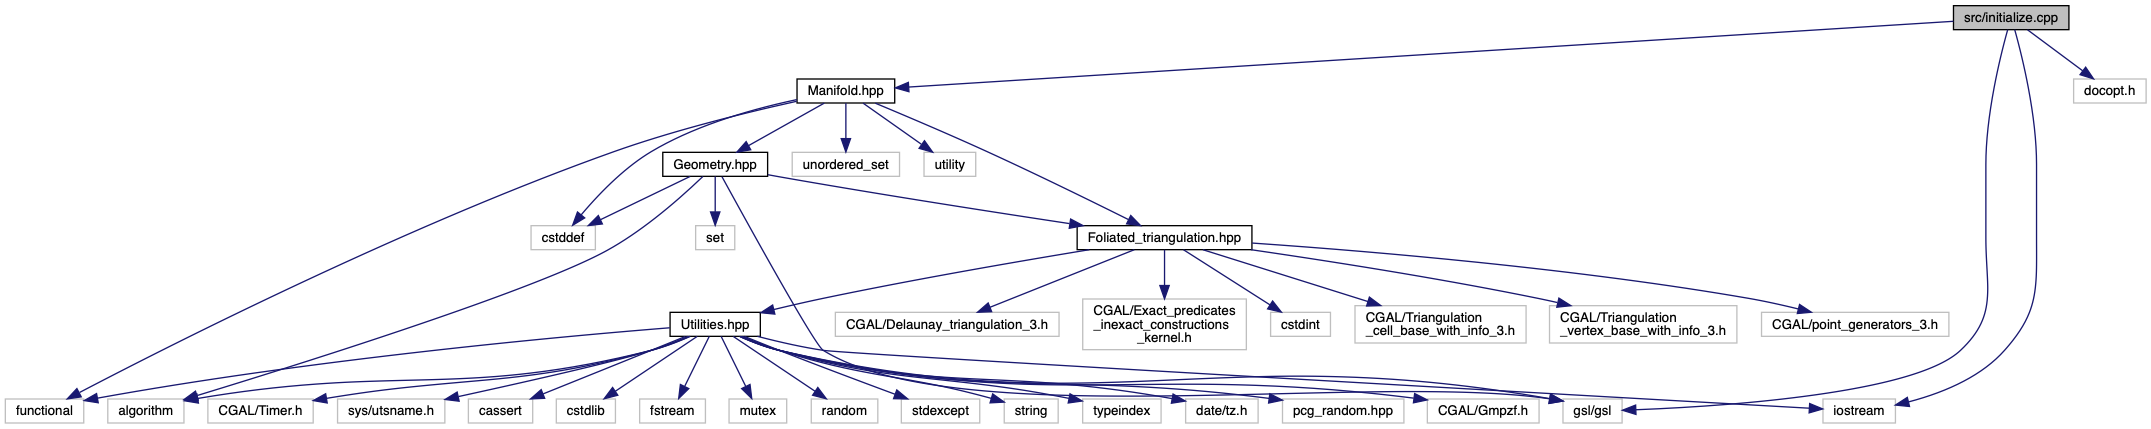 src/initialize.cpp
Manifold.hpp
docopt.h
Geometry.hpp
unordered_set
utility
cstddef
set
Foliated_triangulation.hpp
Utilities.hpp
CGAL/Delaunay_triangulation_3.h
CGAL/Exact_predicates
_inexact_constructions
_kernel.h
cstdint
CGAL/Triangulation
_cell_base_with_info_3.h
CGAL/Triangulation
_vertex_base_with_info_3.h
CGAL/point_generators_3.h
functional
algorithm
CGAL/Timer.h
sys/utsname.h
cassert
cstdlib
fstream
mutex
random
stdexcept
string
typeindex
date/tz.h
pcg_random.hpp
CGAL/Gmpzf.h
gsl/gsl
iostream